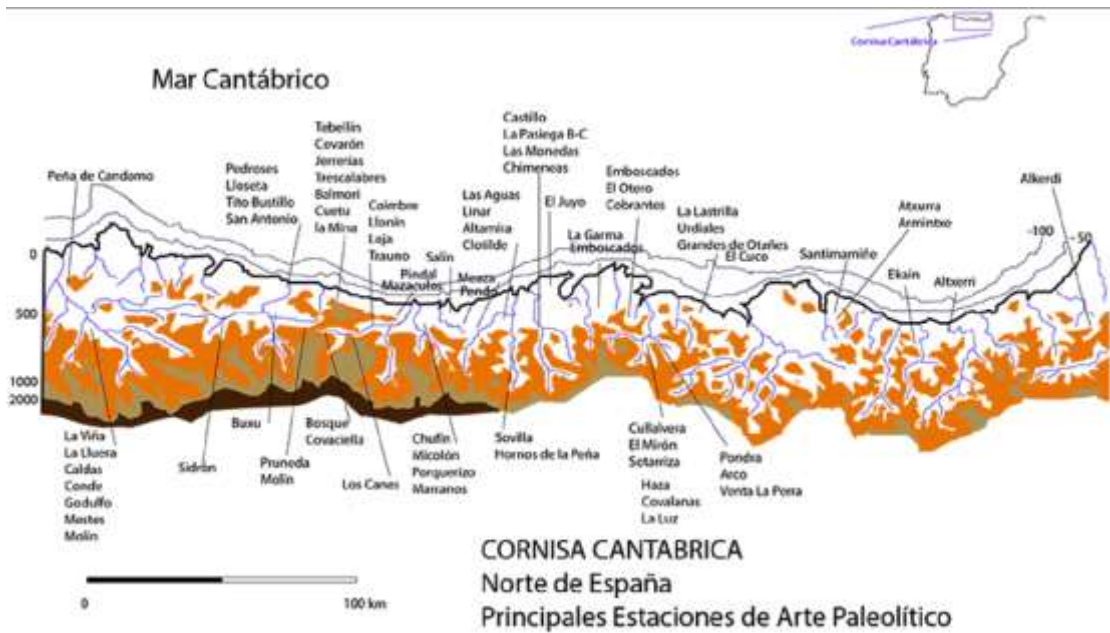 Cornisa Cantábrica
Mar Cantábrico
Peña de Candamo
Pedroses
Lloseta
Tito Bustillo
San Antonio
Tebellín
Covarón
Jerrerías
Trescalabres
Balmori
Cuetu
la Mina
Coimbre
Llonín
Loja
Trauno
Salín
Pindal
Mazaculos
Las Aguas
Linar
Altamira
Clotilde
Meaza
Pendo
Castillo
La Pasiega B-C
Las Monedas
Chimeneas
El Juyo
La Garma
Emboscados
Emboscados
El Otero
Cobrantes
La Lastrilla
Urdiales
Grandes de Otañes
El Cuco
Santimamiñe
Atxurra
Armintxo
Ekain
Altxerri
Alkerdi
-100
- 50
0
500
1000
2000
La Viña
La Lluera
Caldas
Conde
Godulfo
Mestes
Molín
Sidrón
Buxu
Pruneda
Molín
Bosque
Covaciella
Los Canes
Chufín
Micolón
Porquerizo
Marranos
Sovilla
Hornos de la Peña
Cullalvera
El Mirón
Sotarriza
Haza
Covalanas
La Luz
Pondra
Arco
Venta La Perra
0
100 km
CORNISA CANTABRICA
Norte de España
Principales Estaciones de Arte Paleolítico